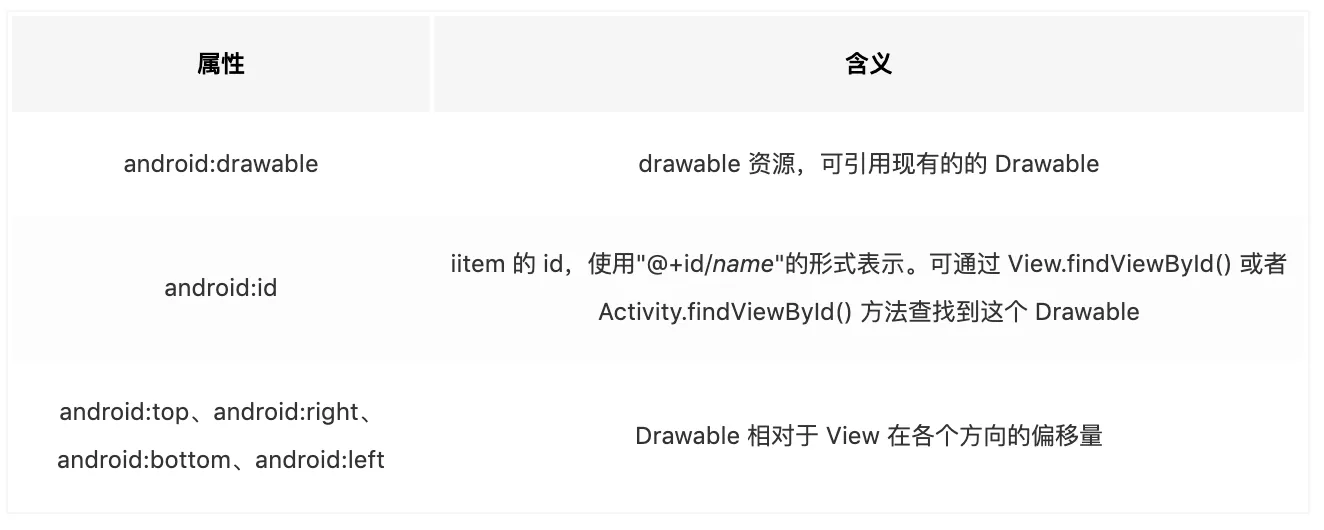 属性
含义
android:drawable
drawable 资源，可引用现有的的 Drawable
android:id
iitem 的 id，使用"@+id/name"的形式表示。可通过 View.findViewById() 或者
Activity.findViewById() 方法查找到这个 Drawable
android:top、android:right、
android:bottom、android:left
Drawable 相对于 View 在各个方向的偏移量